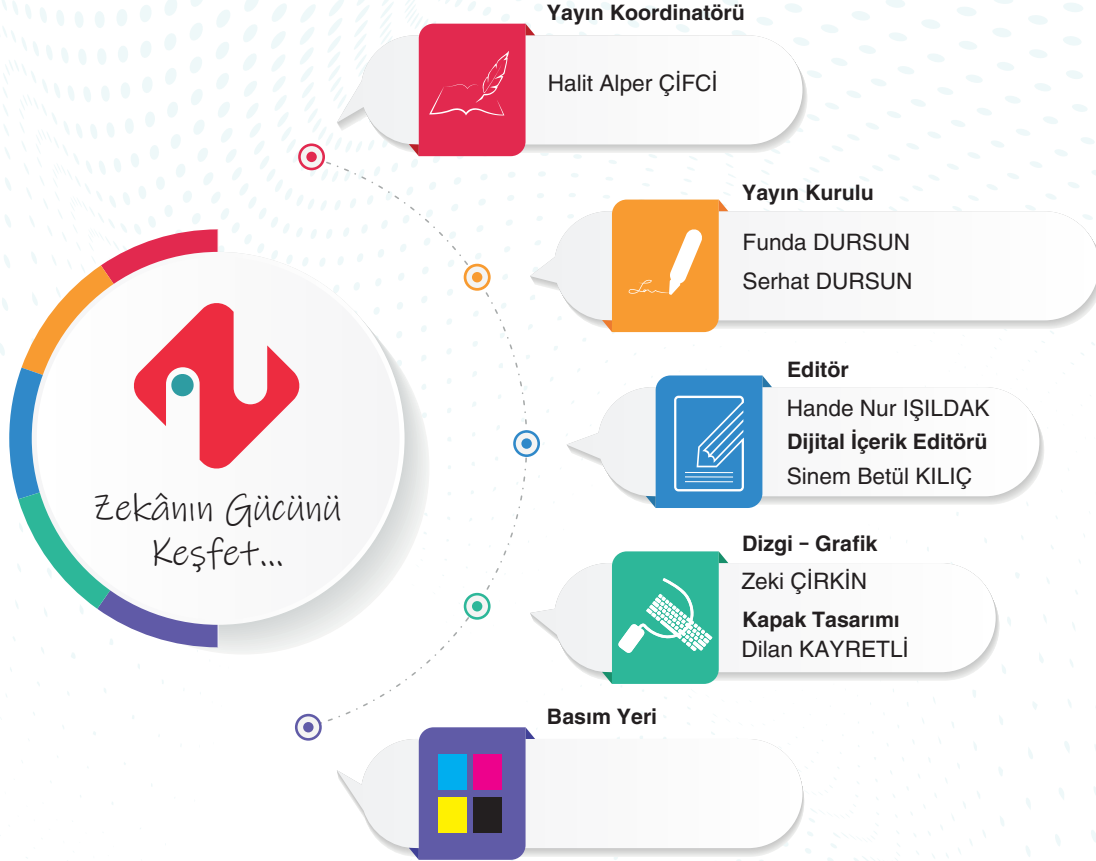 Yayın Koordinatörü
Halit Alper ÇİFCİ
Yayın Kurulu
Funda DURSUN
Serhat DURSUN
Editör
Hande Nur IŞILDAK
Dijital İçerik Editörü
Sinem Betül KILIÇ
Zekânın Gücünü
Keşfet...
Dizgi – Grafik
Zeki ÇİRKİN
Kapak Tasarımı
Dilan KAYRETLİ
Basım Yeri